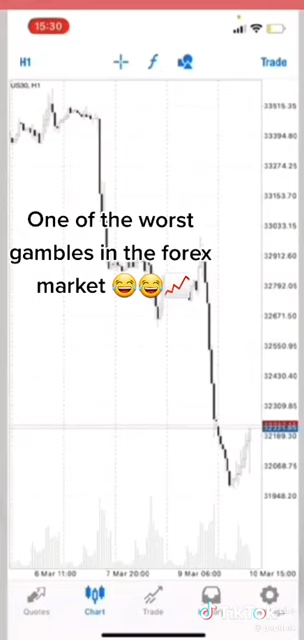 15:30
H1
f
Trade
US30, H1
33515.35
33394.80
33274.25
33153.70
33033.15
One of the worst
gambles in the forex
market 😂😂📈
32912.60
32792.05
32671.50
32550.95
32430.40
32309.85
32189.30
32068.75
31948.20
6 Mar 11:00
7 Mar 20:00
9 Mar 06:00
10 Mar 15:00
Quotes
Chart
Trade
TikTok